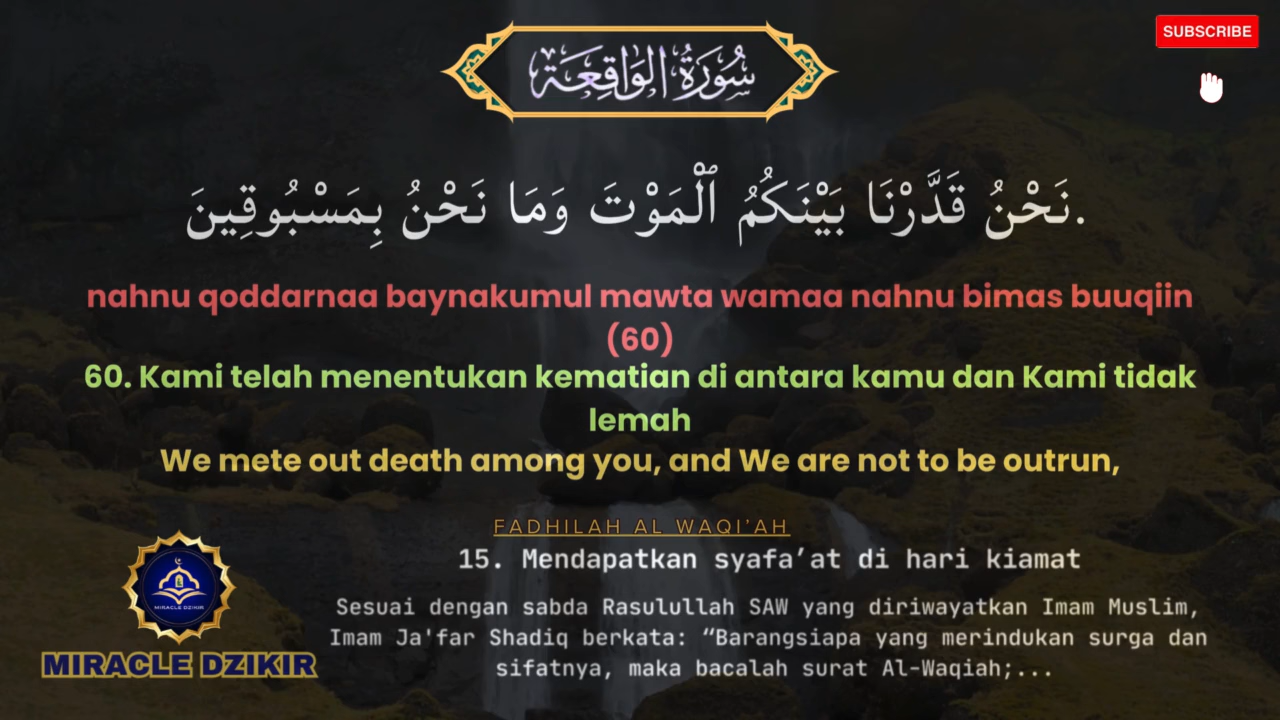 سُورَةُ الوَاقِعَة
SUBSCRIBE
نَحْنُ قَدَّرْنَا بَيْنَكُمُ ٱلْمَوْتَ وَمَا نَحْنُ بِمَسْبُوقِينَ.
nahnu qoddarnaa baynakumul mawta wamaa nahnu bimas buuqiin
(60)
60. Kami telah menentukan kematian di antara kamu dan Kami tidak
lemah
We mete out death among you, and We are not to be outrun,
FADHILAH AL WAQI’AH
15. Mendapatkan syafa’at di hari kiamat
Sesuai dengan sabda Rasulullah SAW yang diriwayatkan Imam Muslim,
Imam Ja'far Shadiq berkata: “Barangsiapa yang merindukan surga dan
sifatnya, maka bacalah surat Al-Waqiah;...
MIRACLE DZIKIR
MIRACLE DZIKIR